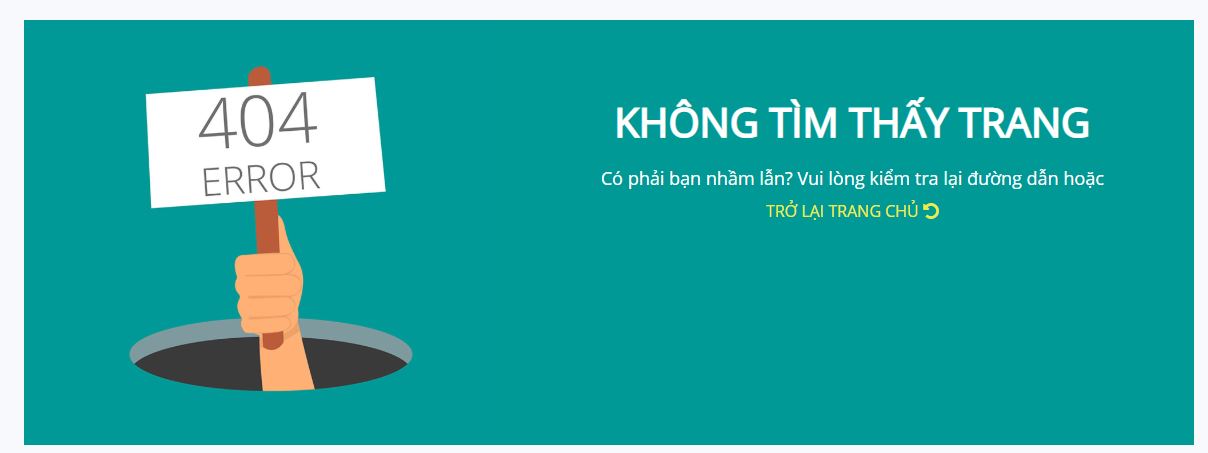 404
ERROR
KHÔNG TÌM THẤY TRANG
Có phải bạn nhầm lẫn? Vui lòng kiểm tra lại đường dẫn hoặc
TRỞ LẠI TRANG CHỦ